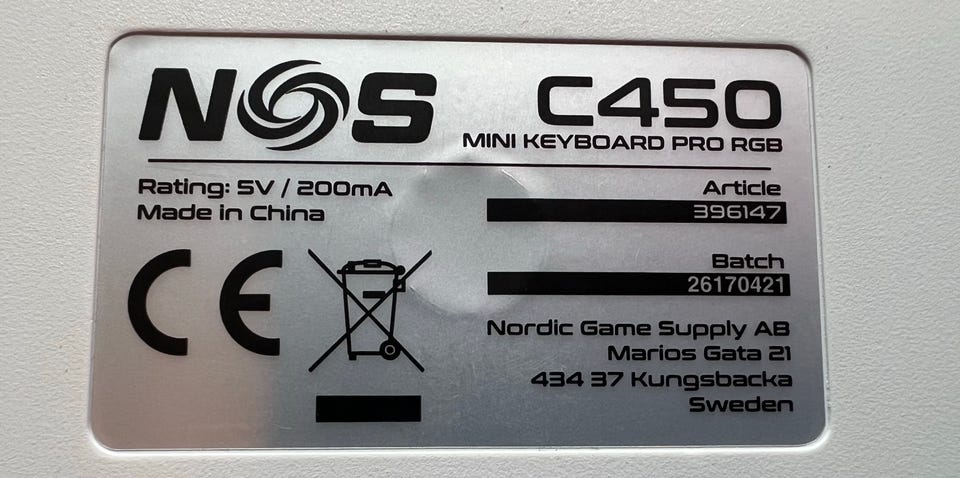 NOS
C450
MINI KEYBOARD PRO RGB
Rating: 5V / 200mA
Made in China
CE
Article
396147
Batch
26170421
Nordic Game Supply AB
Marios Gata 21
434 37 Kungsbacka
Sweden